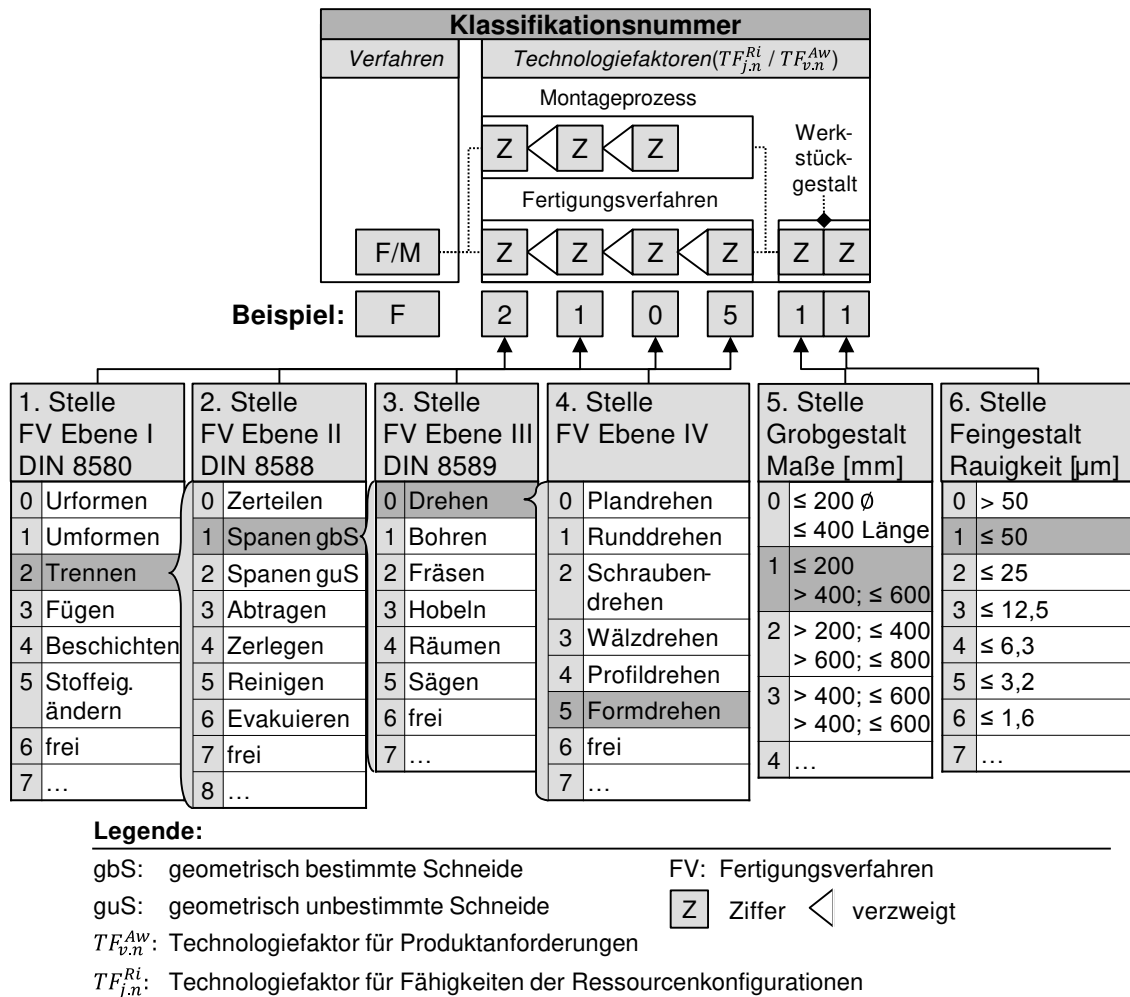 Klassifikationsnummer
Verfahren
Technologiefaktoren(TF_{j.n}^{Ri} / TF_{v.n}^{Aw})
Montageprozess
Werk-
stück-
gestalt
Z Z Z
Fertigungsverfahren
F/M Z Z Z Z Z Z
Beispiel: F 2 1 0 5 1 1
1. Stelle
FV Ebene I
DIN 8580
0 Urformen
1 Umformen
2 Trennen
3 Fügen
4 Beschichten
5 Stoffeig.
ändern
6 frei
7 ...
2. Stelle
FV Ebene II
DIN 8588
0 Zerteilen
1 Spanen gbS
2 Spanen guS
3 Abtragen
4 Zerlegen
5 Reinigen
6 Evakuieren
7 frei
8 ...
3. Stelle
FV Ebene III
DIN 8589
0 Drehen
1 Bohren
2 Fräsen
3 Hobeln
4 Räumen
5 Sägen
6 frei
7 ...
4. Stelle
FV Ebene IV
0 Plandrehen
1 Runddrehen
2 Schrauben-
drehen
3 Wälzdrehen
4 Profildrehen
5 Formdrehen
6 frei
7 ...
5. Stelle
Grobgestalt
Maße [mm]
0 ≤ 200 Ø
≤ 400 Länge
1 ≤ 200
> 400; ≤ 600
2 > 200; ≤ 400
> 600; ≤ 800
3 > 400; ≤ 600
> 400; ≤ 600
4 ...
6. Stelle
Feingestalt
Rauigkeit [µm]
0 > 50
1 ≤ 50
2 ≤ 25
3 ≤ 12,5
4 ≤ 6,3
5 ≤ 3,2
6 ≤ 1,6
7 ...
Legende:
gbS: geometrisch bestimmte Schneide
FV: Fertigungsverfahren
guS: geometrisch unbestimmte Schneide
Z Ziffer verzweigt
TF_{v.n}^{Aw}: Technologiefaktor für Produktanforderungen
TF_{j.n}^{Ri}: Technologiefaktor für Fähigkeiten der Ressourcenkonfigurationen